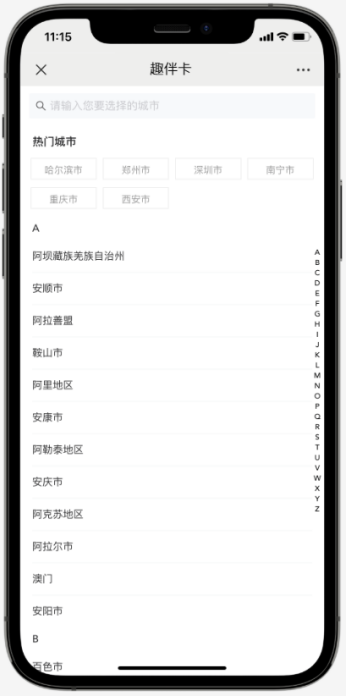 11:15
趣伴卡
请输入您要选择的城市
热门城市
哈尔滨市 郑州市 深圳市 南宁市
重庆市 西安市
A
阿坝藏族羌族自治州
安顺市
阿拉善盟
鞍山市
阿里地区
安康市
阿勒泰地区
安庆市
阿克苏地区
阿拉尔市
澳门
安阳市
B
百色市
A
B
C
D
E
F
G
H
I
J
K
L
M
N
O
P
Q
R
S
T
U
V
W
X
Y
Z